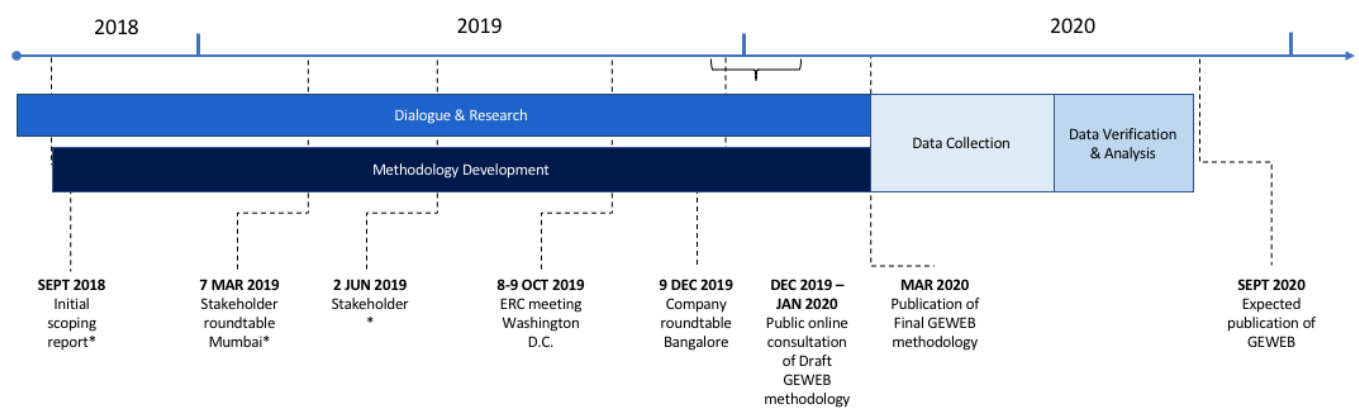 2018
2019
2020
Dialogue & Research
Methodology Development
Data Collection
Data Verification
& Analysis
SEPT 2018
Initial
scoping
report*
7 MAR 2019
Stakeholder
roundtable
Mumbai*
2 JUN 2019
Stakeholder
*
8-9 OCT 2019
ERC meeting
Washington
D.C.
9 DEC 2019
Company
roundtable
Bangalore
DEC 2019 –
JAN 2020
Public online
consultation
of Draft
GEWEB
methodology
MAR 2020
Publication of
Final GEWEB
methodology
SEPT 2020
Expected
publication of
GEWEB